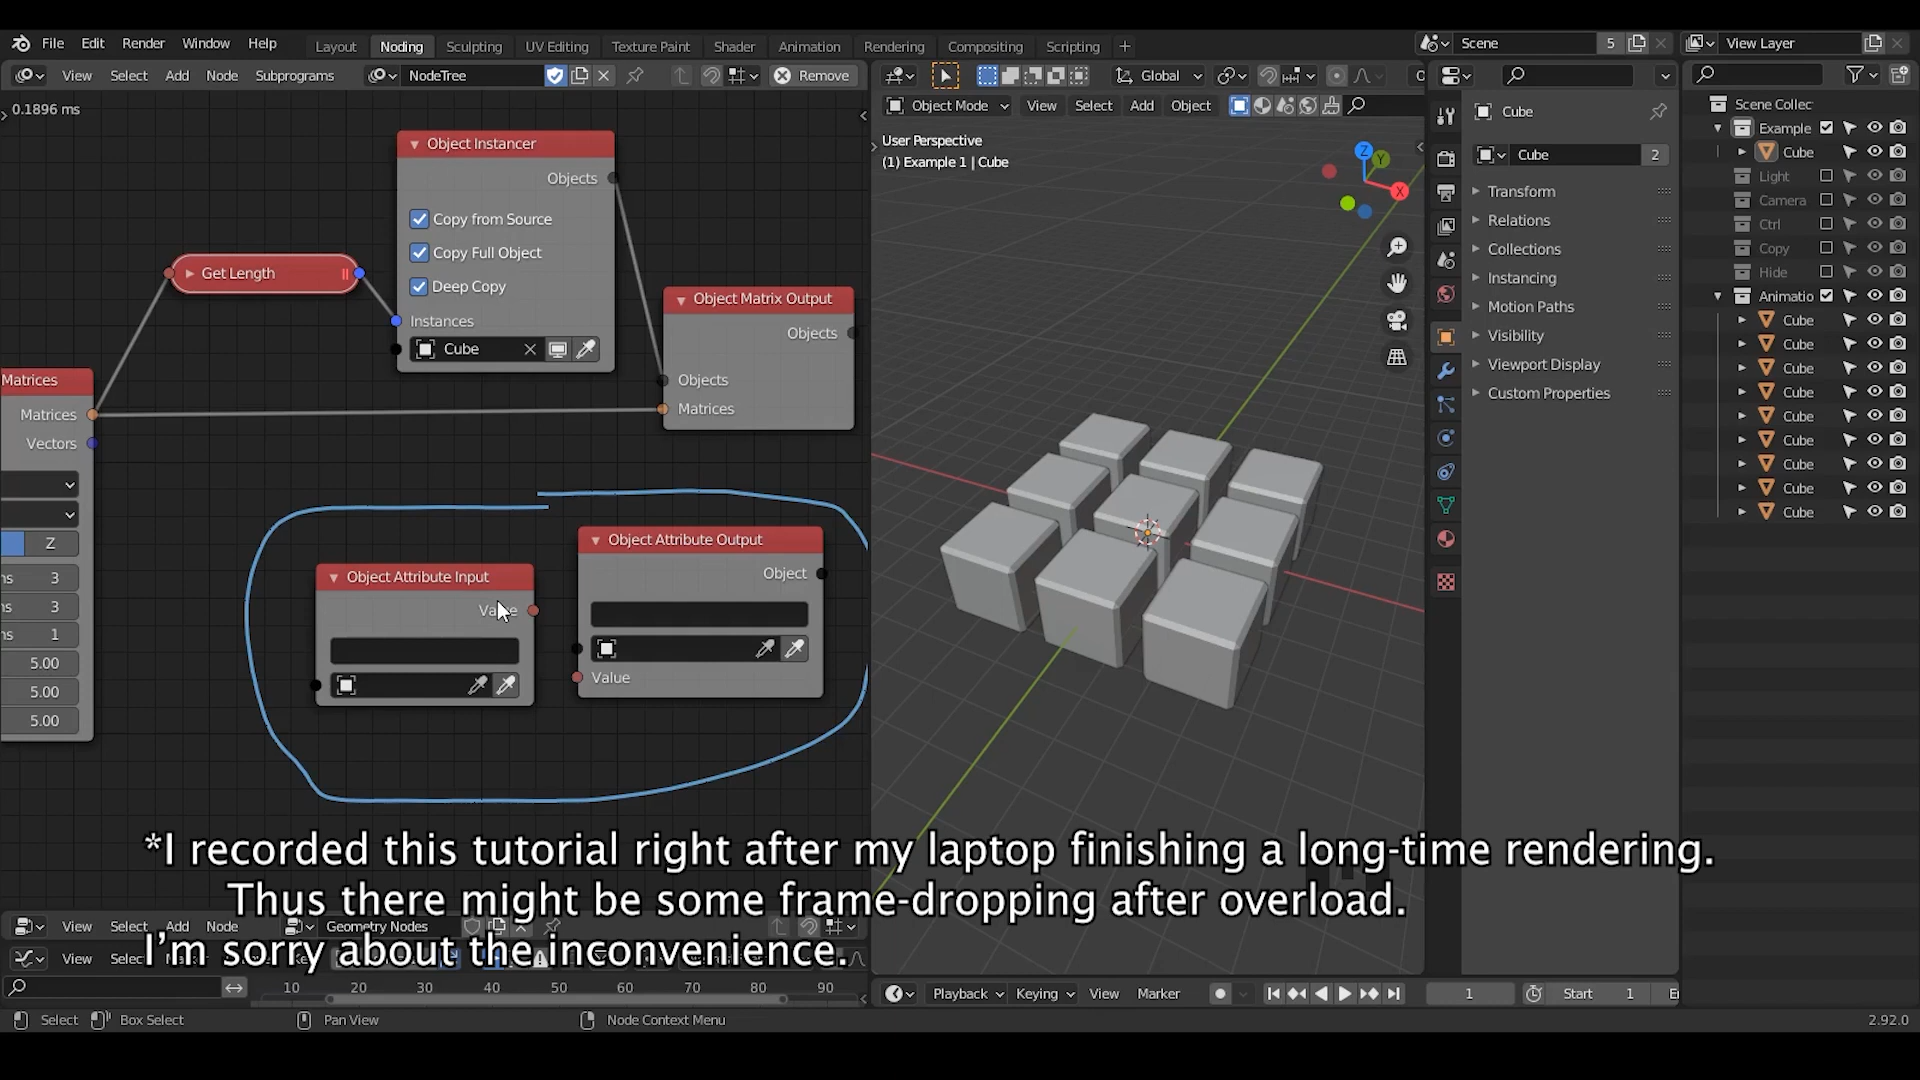 File Edit Render Window Help Layout Noding Sculpting UV Editing Texture Paint Shader Animation Rendering Compositing Scripting + Scene 5 View Layer
View Select Add Node Subprograms NodeTree Remove Global
Object Mode View Select Add Object
0.1896 ms
User Perspective
(1) Example 1 | Cube
Z
Y
X
Object Instancer
Objects
Copy from Source
Copy Full Object
Deep Copy
Instances
Cube
Get Length
Object Matrix Output
Objects
Objects
Matrices
Matrices
Matrices
Vectors
Z
3
3
1
5.00
5.00
5.00
Object Attribute Input
Value
Object Attribute Output
Object
Value
Cube
Cube 2
Transform
Relations
Collections
Instancing
Motion Paths
Visibility
Viewport Display
Custom Properties
Scene Collec
Example
Cube
Light
Camera
Ctrl
Copy
Hide
Animatio
Cube
Cube
Cube
Cube
Cube
Cube
Cube
Cube
Cube
*I recorded this tutorial right after my laptop finishing a long-time rendering.
Thus there might be some frame-dropping after overload.
I'm sorry about the inconvenience.
View Select Add Node Geometry Nodes
View
10 20 30 40 50 60 70 80 90
Playback Keying View Marker 1 Start 1
Select Box Select Pan View Node Context Menu 2.92.0